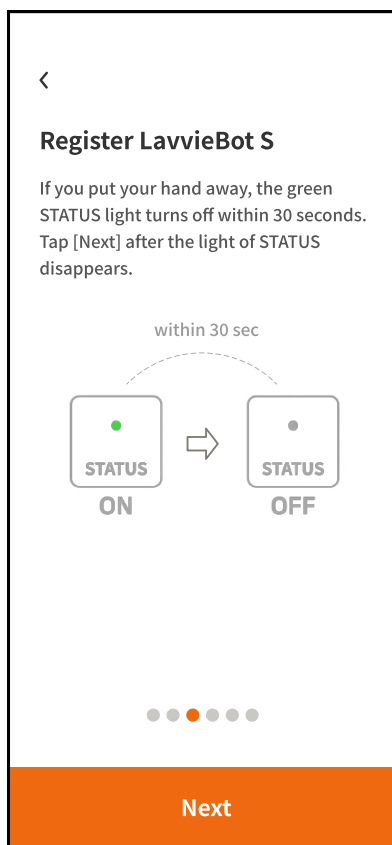 Register LavvieBot S
If you put your hand away, the green
STATUS light turns off within 30 seconds.
Tap [Next] after the light of STATUS
disappears.
within 30 sec
STATUS
STATUS
ON
OFF
Next